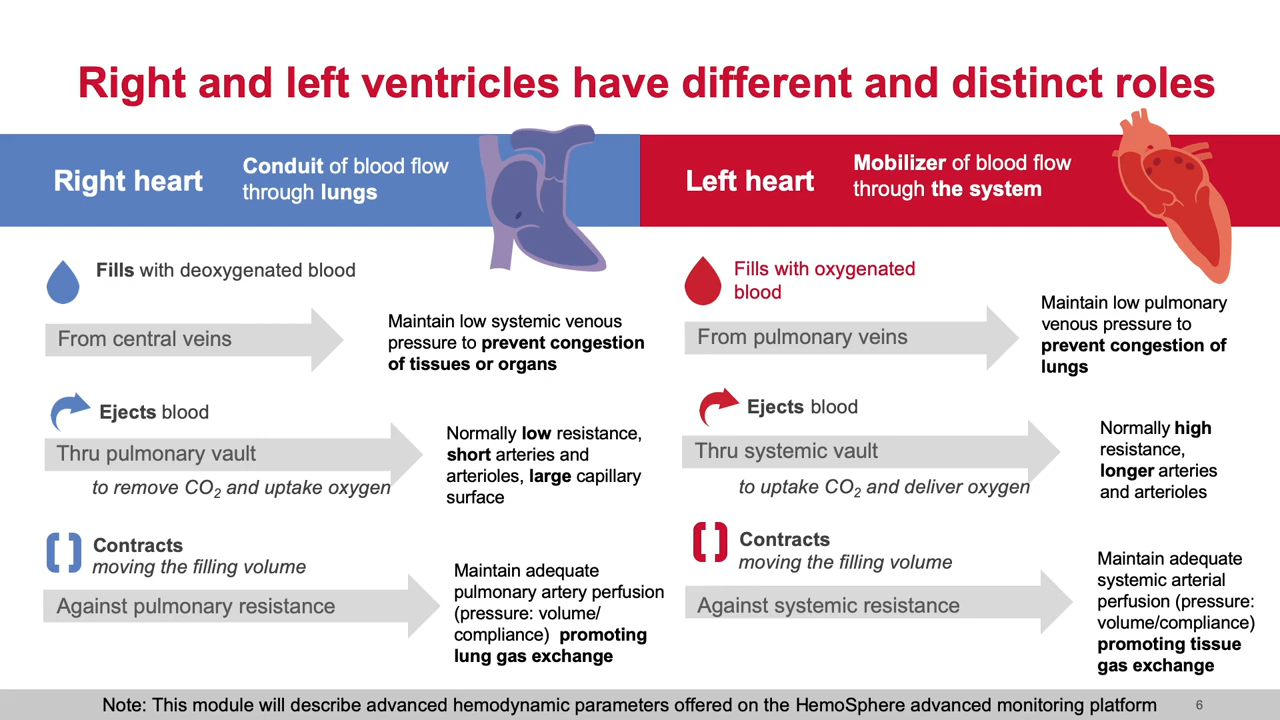 Right and left ventricles have different and distinct roles
Right heart
Conduit of blood flow
through lungs
Left heart
Mobilizer of blood flow
through the system
Fills with deoxygenated blood
From central veins
Maintain low systemic venous
pressure to prevent congestion
of tissues or organs
Ejects blood
Thru pulmonary vault
to remove CO2 and uptake oxygen
Normally low resistance,
short arteries and
arterioles, large capillary
surface
Contracts
moving the filling volume
Against pulmonary resistance
Maintain adequate
pulmonary artery perfusion
(pressure: volume/
compliance) promoting
lung gas exchange
Fills with oxygenated
blood
From pulmonary veins
Maintain low pulmonary
venous pressure to
prevent congestion of
lungs
Ejects blood
Thru systemic vault
to uptake CO2 and deliver oxygen
Normally high
resistance,
longer arteries
and arterioles
Contracts
moving the filling volume
Against systemic resistance
Maintain adequate
systemic arterial
perfusion (pressure:
volume/compliance)
promoting tissue
gas exchange
Note: This module will describe advanced hemodynamic parameters offered on the HemoSphere advanced monitoring platform
6